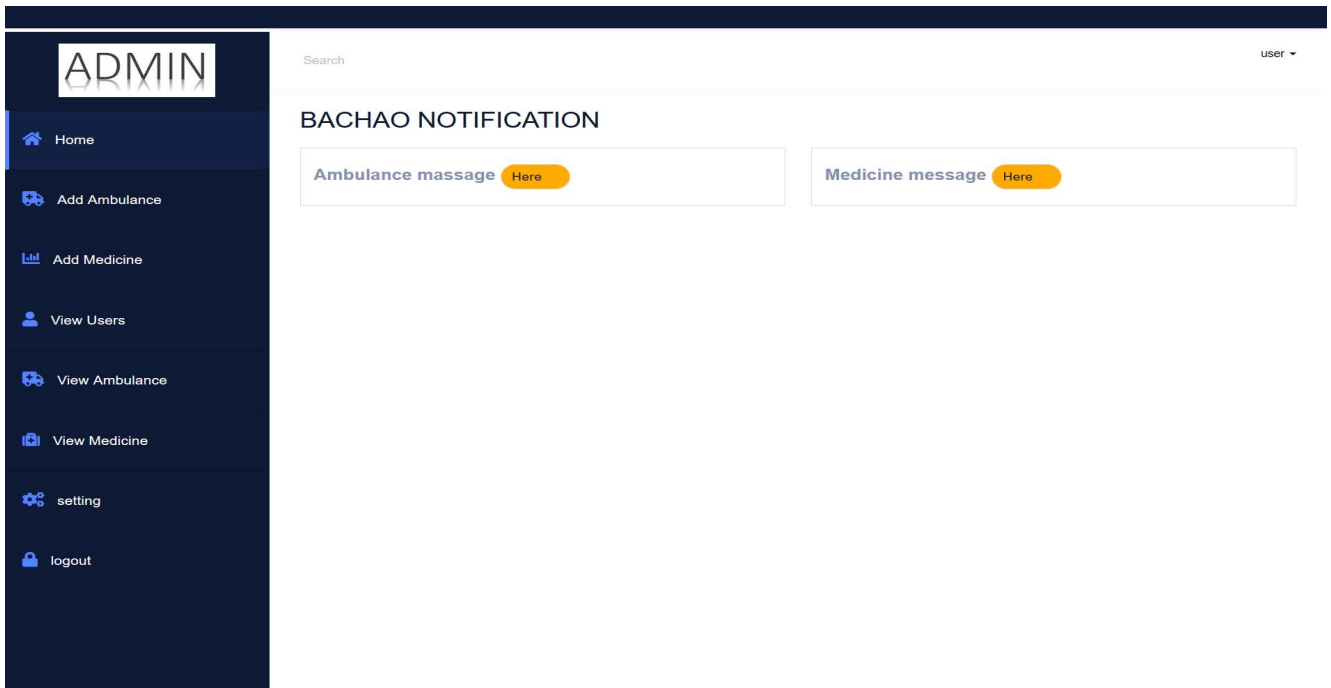 ADMIN
Search
user
Home
Add Ambulance
Add Medicine
View Users
View Ambulance
View Medicine
setting
logout
BACHAO NOTIFICATION
Ambulance massage Here
Medicine message Here